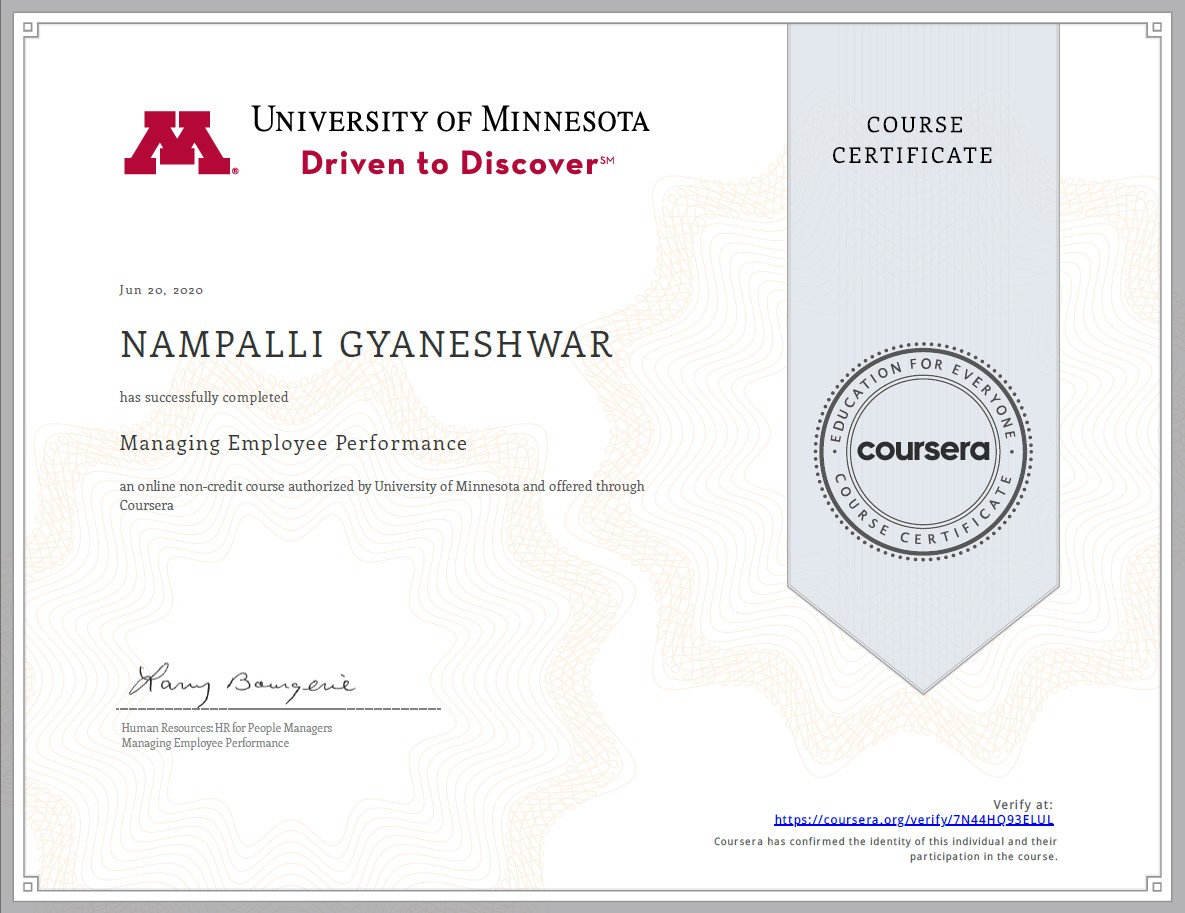 UNIVERSITY OF MINNESOTA
Driven to Discover℠
®
COURSE
CERTIFICATE
Jun 20, 2020
NAMPALLI GYANESHWAR
has successfully completed
Managing Employee Performance
an online non-credit course authorized by University of Minnesota and offered through
Coursera
EDUCATION FOR EVERYONE
coursera
COURSE CERTIFICATE
Larry Bourgerie
Human Resources: HR for People Managers
Managing Employee Performance
Verify at:
https://coursera.org/verify/7N44HQ93ELUL
Coursera has confirmed the identity of this individual and their
participation in the course.